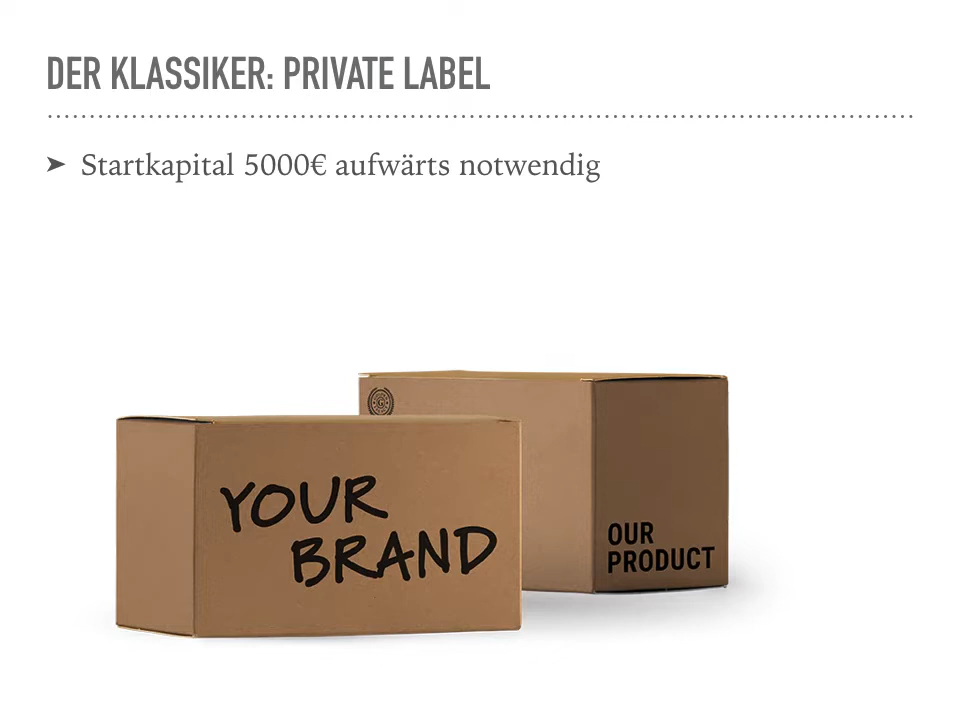 DER KLASSIKER: PRIVATE LABEL
➤ Startkapital 5000€ aufwärts notwendig
YOUR
BRAND
OUR
PRODUCT